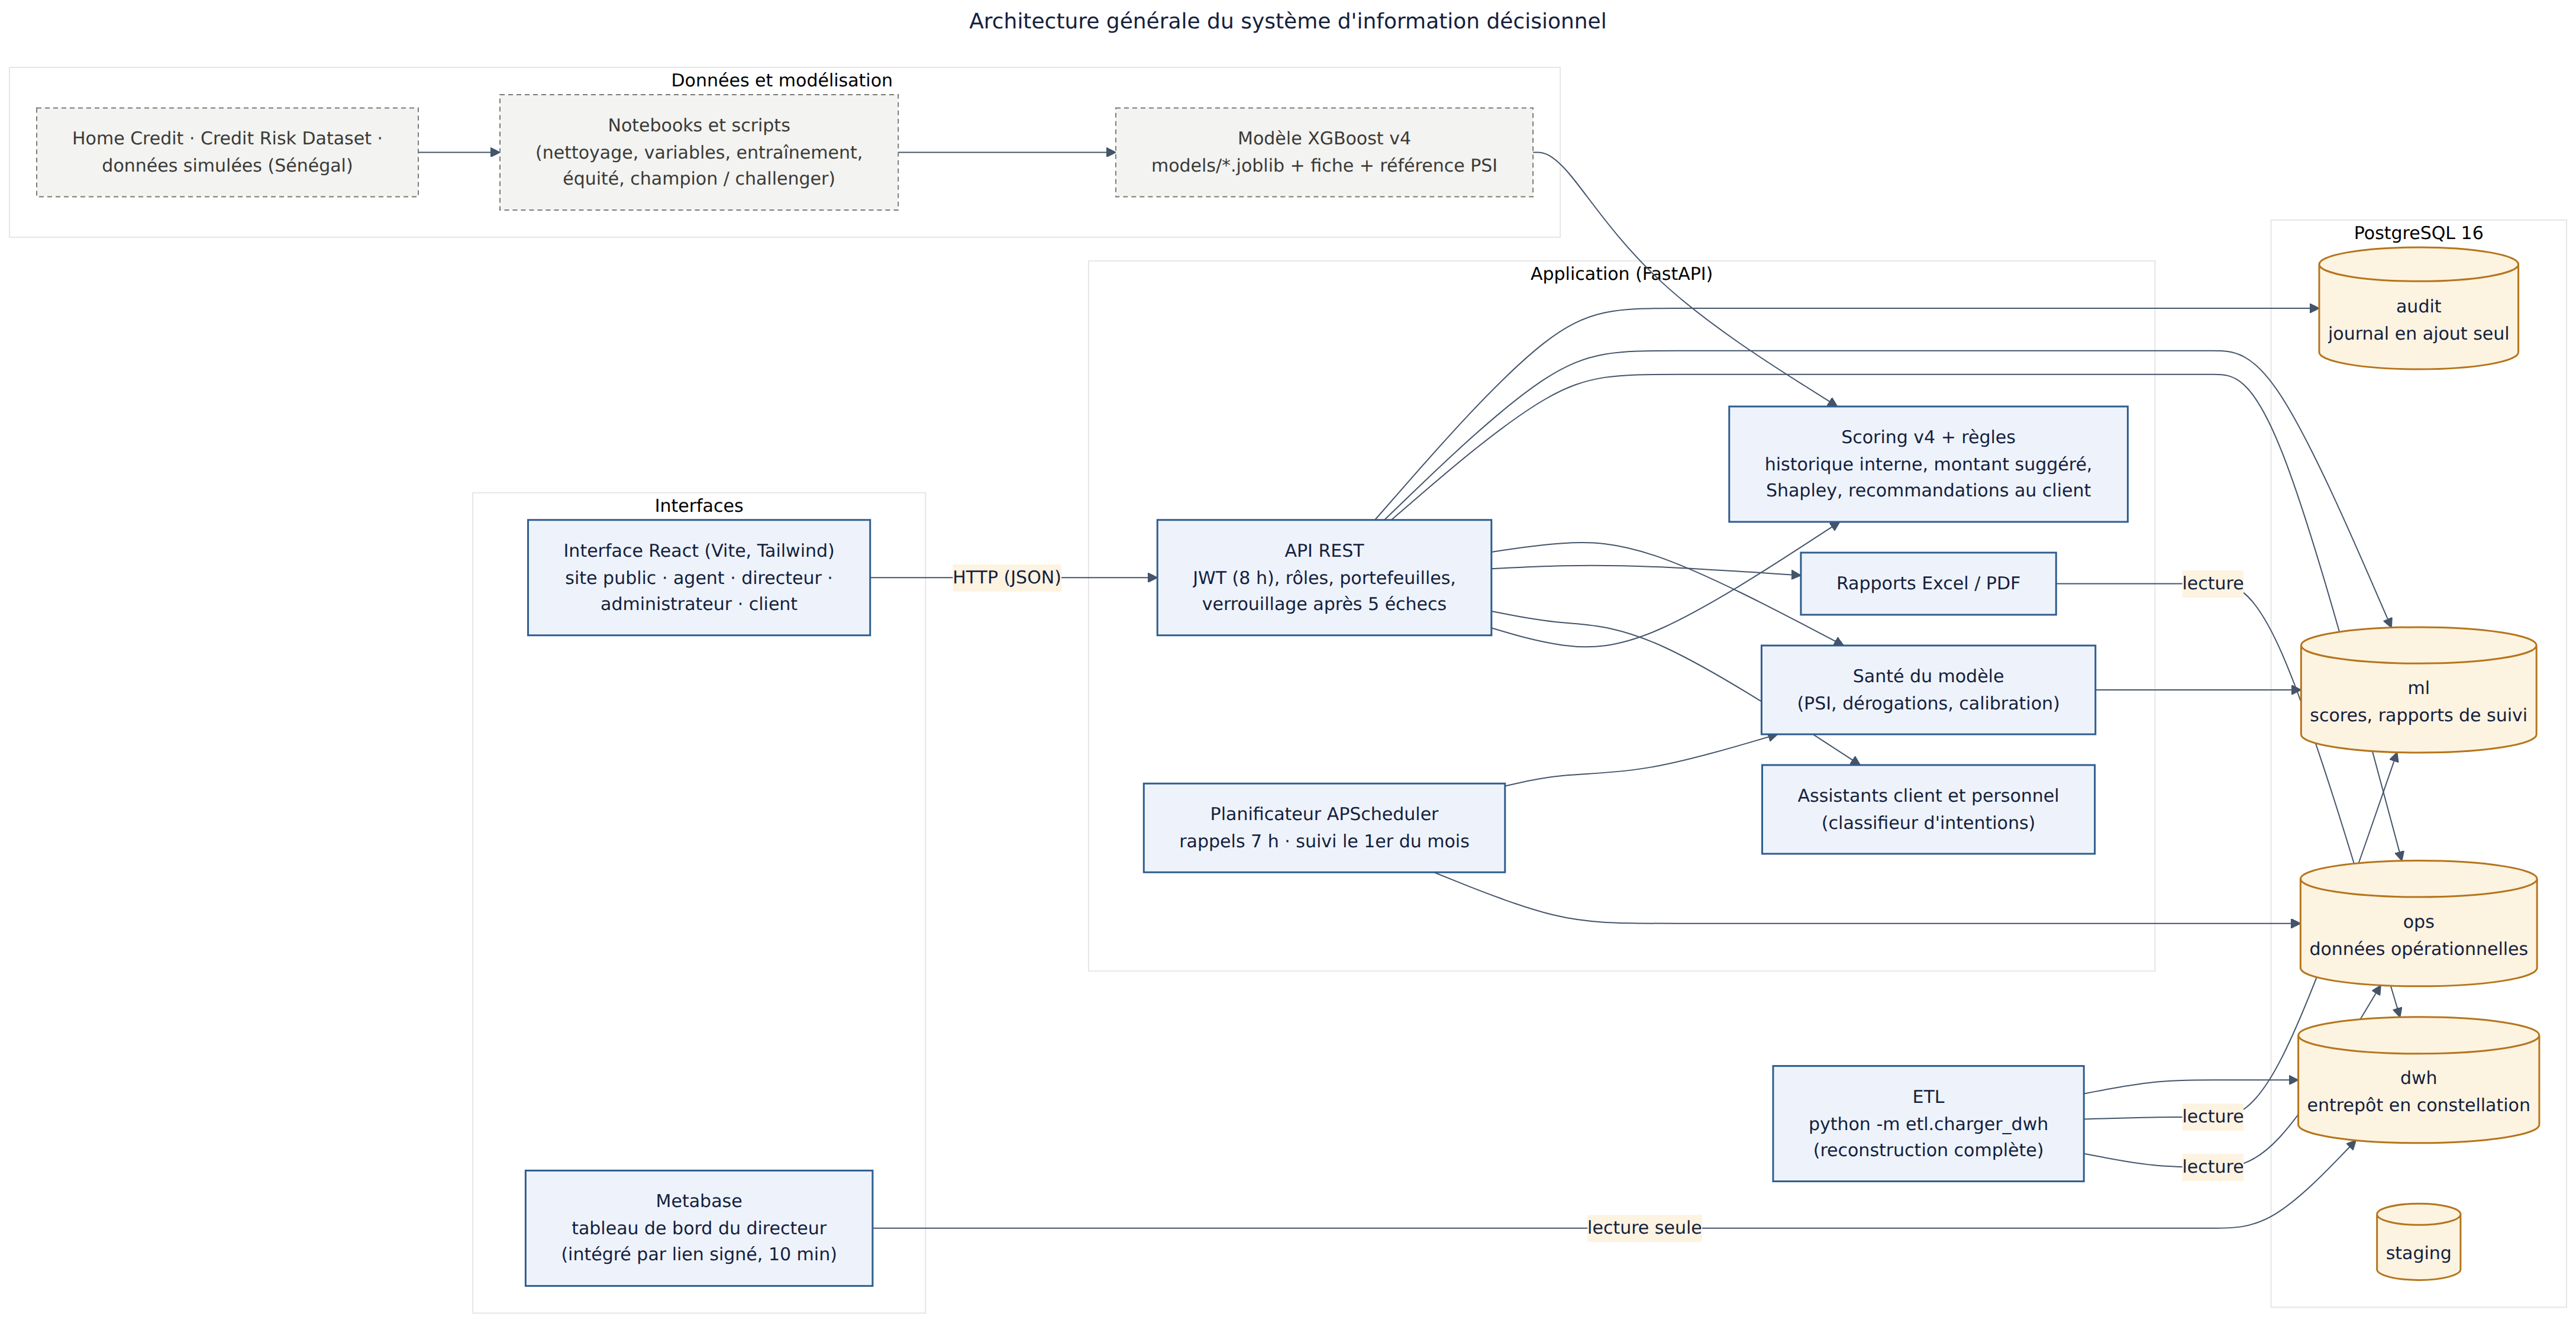 Architecture générale du système d'information décisionnel
Données et modélisation
Home Credit · Credit Risk Dataset ·
données simulées (Sénégal)
Notebooks et scripts
(nettoyage, variables, entraînement,
équité, champion / challenger)
Modèle XGBoost v4
models/*.joblib + fiche + référence PSI
PostgreSQL 16
audit
journal en ajout seul
Application (FastAPI)
Scoring v4 + règles
historique interne, montant suggéré,
Shapley, recommandations au client
Interfaces
Interface React (Vite, Tailwind)
site public · agent · directeur ·
administrateur · client
HTTP (JSON)
API REST
JWT (8 h), rôles, portefeuilles,
verrouillage après 5 échecs
Rapports Excel / PDF
lecture
Santé du modèle
(PSI, dérogations, calibration)
ml
scores, rapports de suivi
Planificateur APScheduler
rappels 7 h · suivi le 1er du mois
Assistants client et personnel
(classifieur d'intentions)
ops
données opérationnelles
ETL
python -m etl.charger_dwh
(reconstruction complète)
lecture
lecture
dwh
entrepôt en constellation
Metabase
tableau de bord du directeur
(intégré par lien signé, 10 min)
lecture seule
staging